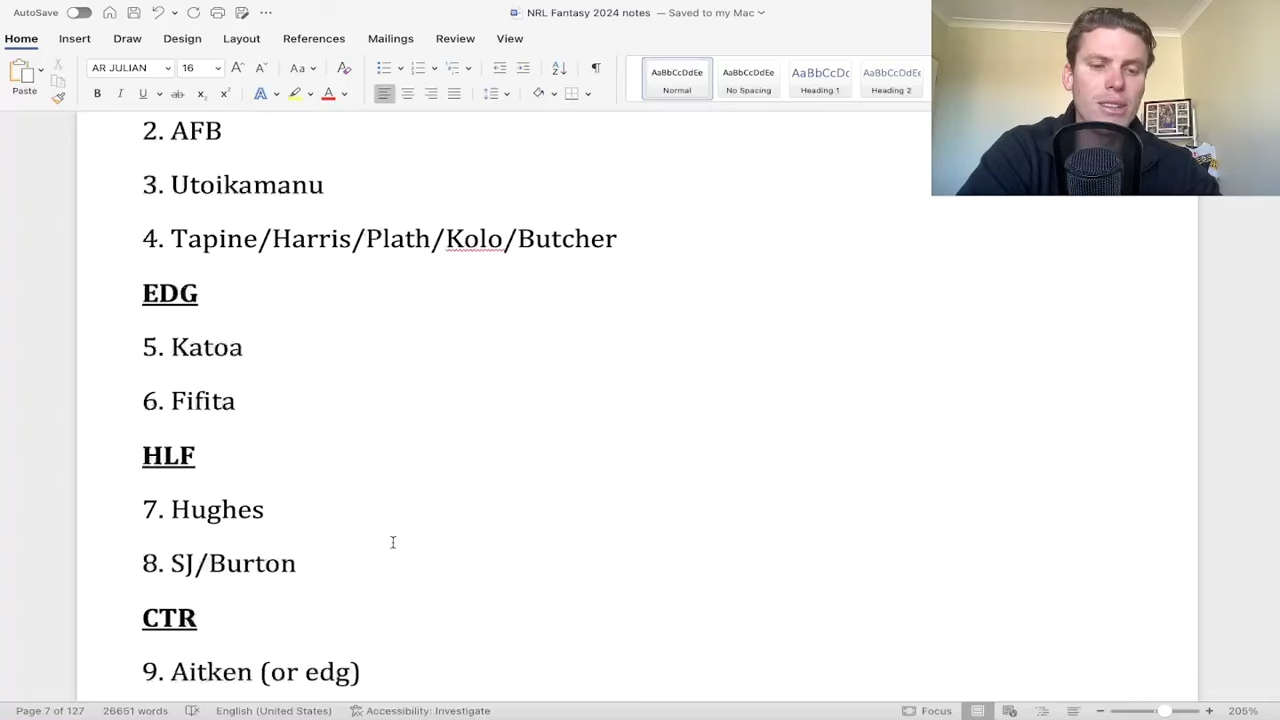 AutoSave
NRL Fantasy 2024 notes — Saved to my Mac
Home Insert Draw Design Layout References Mailings Review View
Paste
AR JULIAN 16
AaBbCcDdEe AaBbCcDdEe AaBbCcDc AaBbCcDdEe
Normal No Spacing Heading 1 Heading 2
2. AFB
3. Utoikamanu
4. Tapine/Harris/Plath/Kolo/Butcher
EDG
5. Katoa
6. Fifita
HLF
7. Hughes
8. SJ/Burton
CTR
9. Aitken (or edg)
Page 7 of 127 26651 words English (United States) Accessibility: Investigate Focus 205%